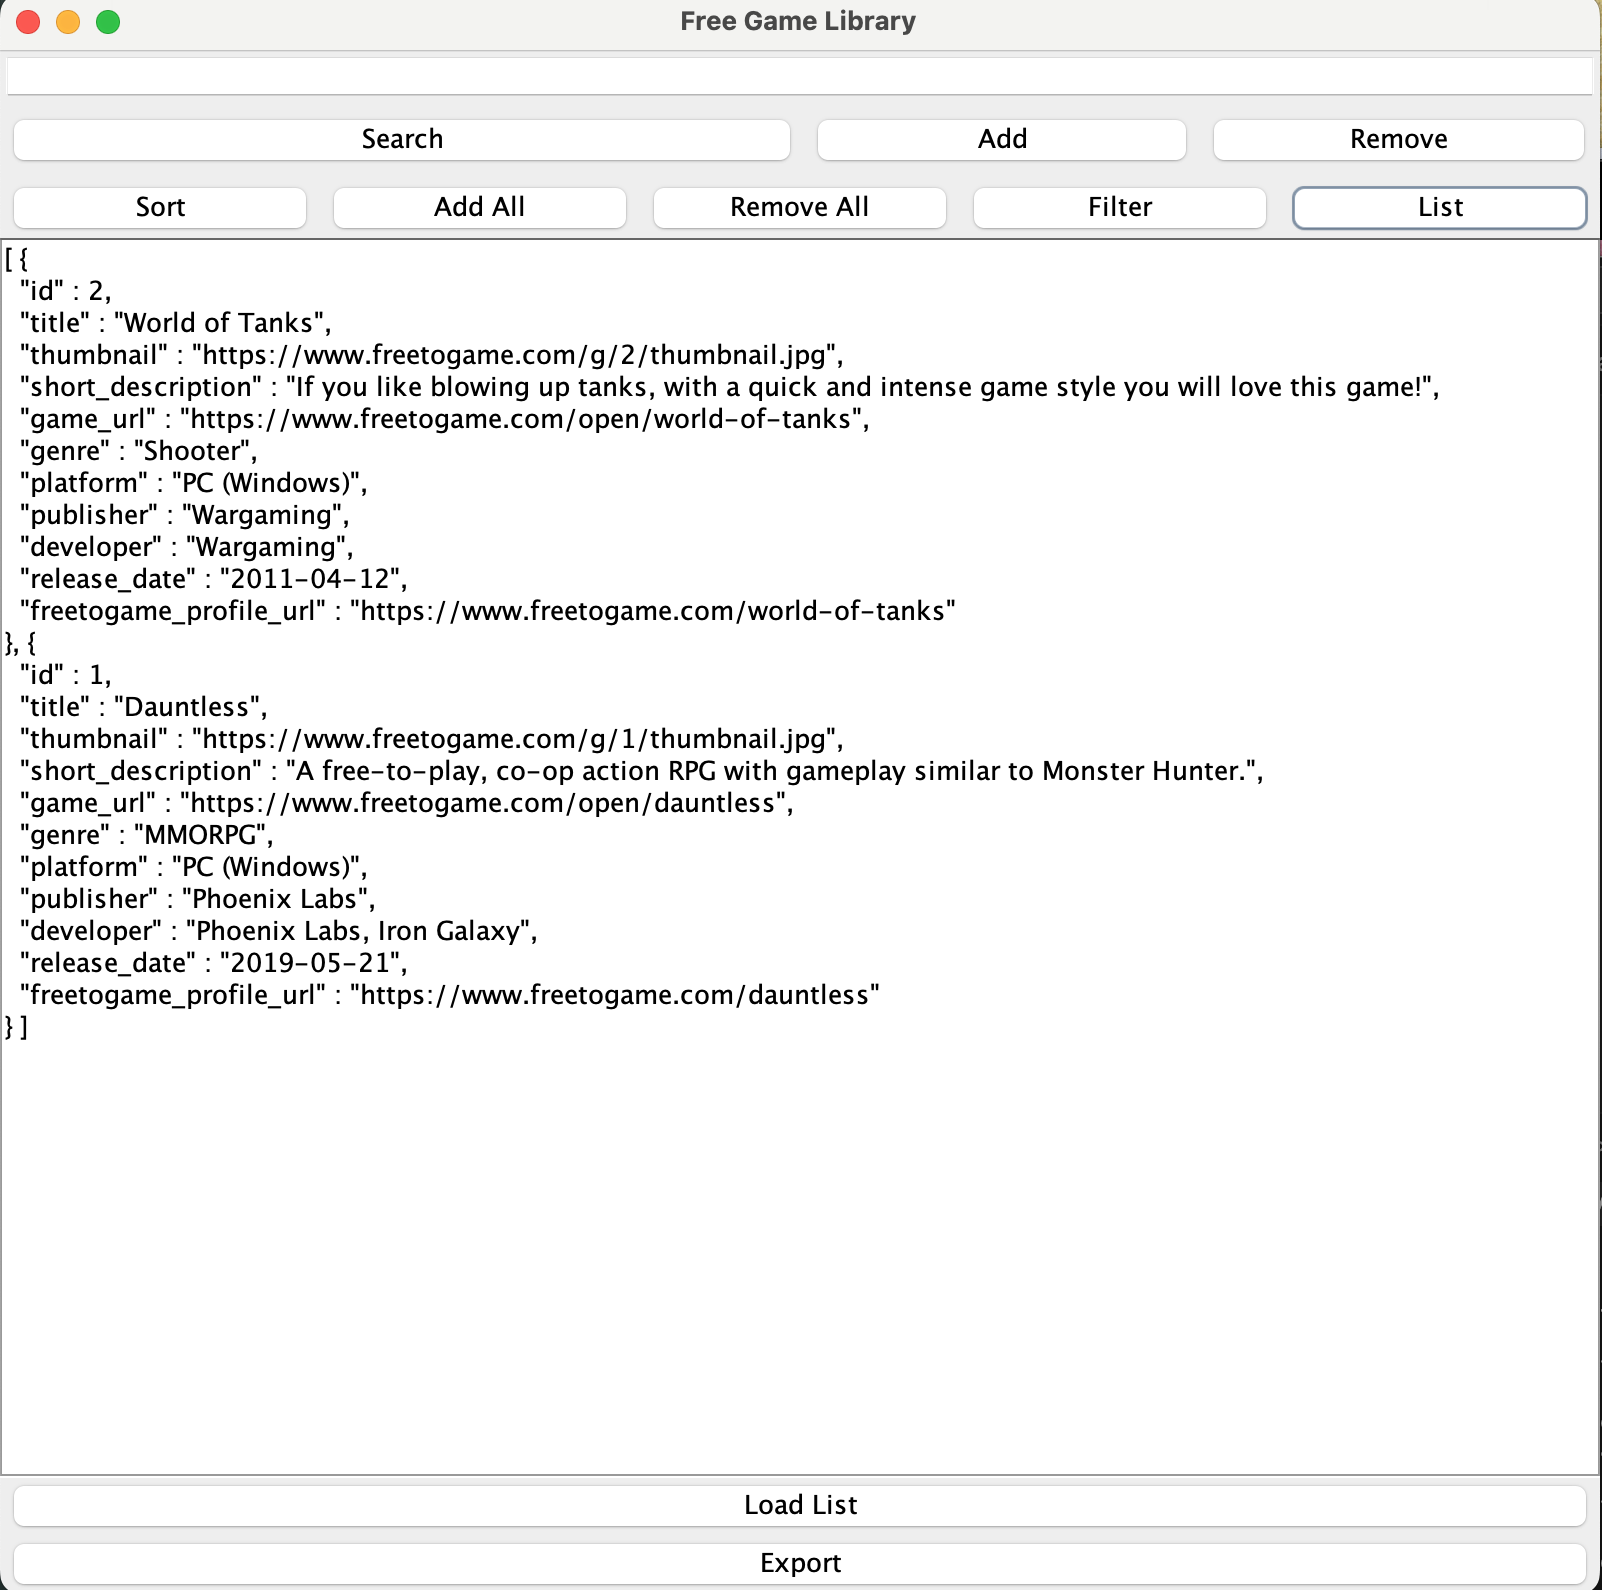 Free Game Library
Search Add Remove
Sort Add All Remove All Filter List
[ {
  "id" : 2,
  "title" : "World of Tanks",
  "thumbnail" : "https://www.freetogame.com/g/2/thumbnail.jpg",
  "short_description" : "If you like blowing up tanks, with a quick and intense game style you will love this game!",
  "game_url" : "https://www.freetogame.com/open/world-of-tanks",
  "genre" : "Shooter",
  "platform" : "PC (Windows)",
  "publisher" : "Wargaming",
  "developer" : "Wargaming",
  "release_date" : "2011-04-12",
  "freetogame_profile_url" : "https://www.freetogame.com/world-of-tanks"
}, {
  "id" : 1,
  "title" : "Dauntless",
  "thumbnail" : "https://www.freetogame.com/g/1/thumbnail.jpg",
  "short_description" : "A free-to-play, co-op action RPG with gameplay similar to Monster Hunter.",
  "game_url" : "https://www.freetogame.com/open/dauntless",
  "genre" : "MMORPG",
  "platform" : "PC (Windows)",
  "publisher" : "Phoenix Labs",
  "developer" : "Phoenix Labs, Iron Galaxy",
  "release_date" : "2019-05-21",
  "freetogame_profile_url" : "https://www.freetogame.com/dauntless"
} ]
Load List
Export